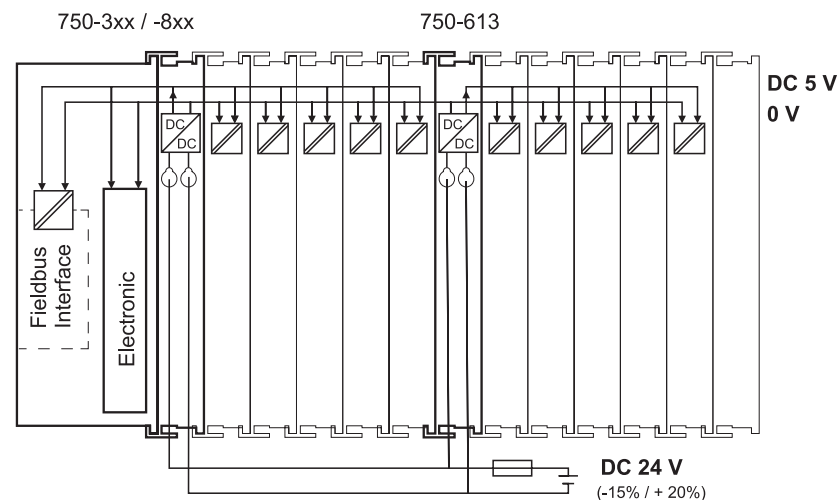 750-3xx / -8xx
750-613
DC 5 V
0 V
DC
DC
DC
DC
Fieldbus
Interface
Electronic
DC 24 V
(-15% / + 20%)